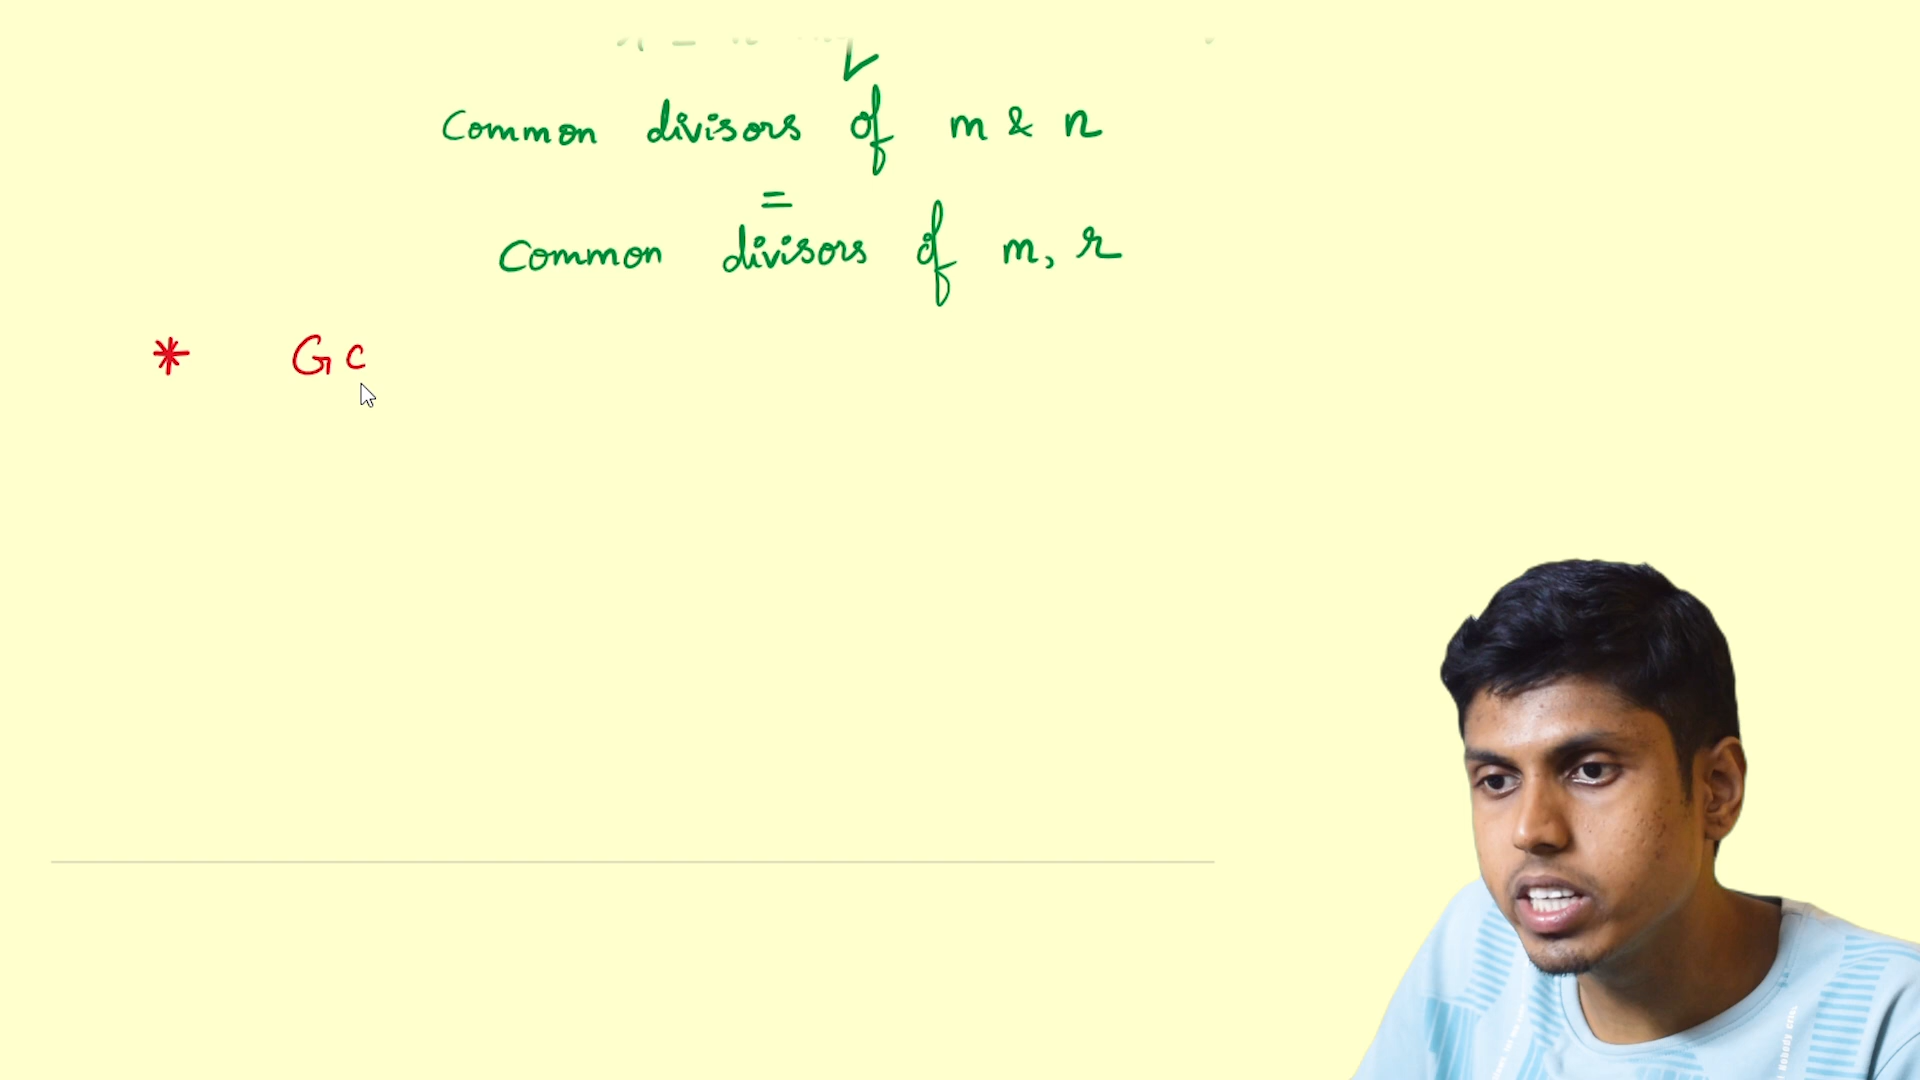 Common divisors of m & n
=
Common divisors of m, r
* Gc